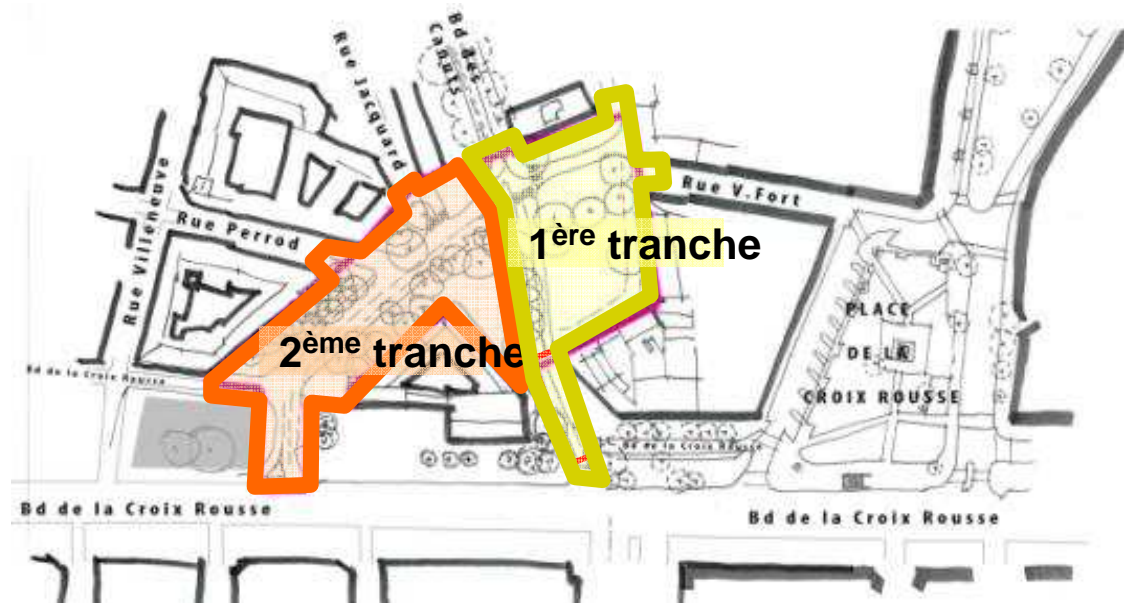 Rue Jacquard
Bd des
Canuts
Rue Villeneuve
Rue Perrod
Rue V.Fort
1ère tranche
2ème tranche
PLACE
DE LA
CROIX ROUSSE
Bd de la Croix Rousse
Bd de la Croix Rousse
Bd de la Croix Rousse
Bd de la Croix Rousse